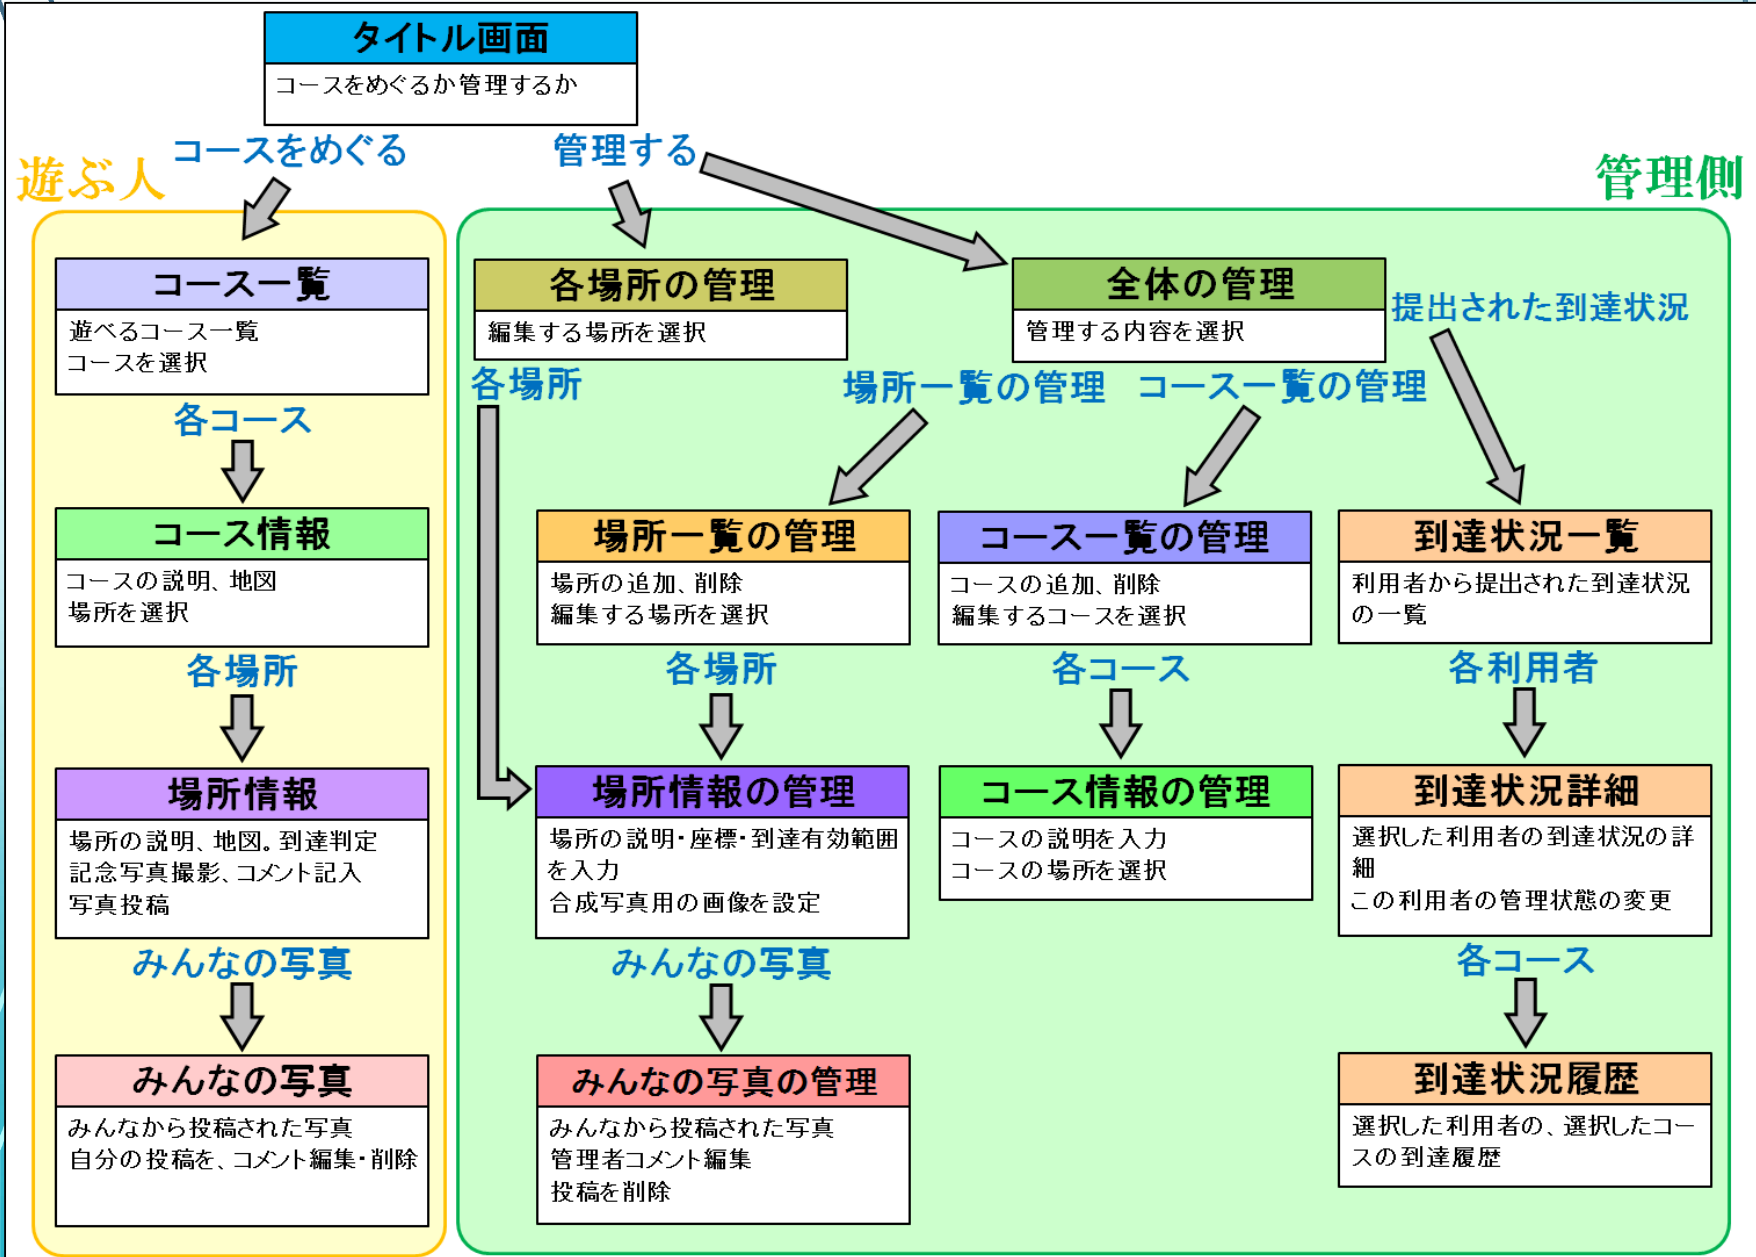 タイトル画面
コースをめぐるか管理するか
コースをめぐる
管理する
遊ぶ人
管理側
コース一覧
遊べるコース一覧
コースを選択
各コース
コース情報
コースの説明、地図
場所を選択
各場所
場所情報
場所の説明、地図。到達判定
記念写真撮影、コメント記入
写真投稿
みんなの写真
みんなの写真
みんなから投稿された写真
自分の投稿を、コメント編集・削除
各場所の管理
編集する場所を選択
各場所
全体の管理
管理する内容を選択
提出された到達状況
場所一覧の管理
コース一覧の管理
場所一覧の管理
場所の追加、削除
編集する場所を選択
各場所
場所情報の管理
場所の説明・座標・到達有効範囲
を入力
合成写真用の画像を設定
みんなの写真
みんなの写真の管理
みんなから投稿された写真
管理者コメント編集
投稿を削除
コース一覧の管理
コースの追加、削除
編集するコースを選択
各コース
コース情報の管理
コースの説明を入力
コースの場所を選択
到達状況一覧
利用者から提出された到達状況
の一覧
各利用者
到達状況詳細
選択した利用者の到達状況の詳
細
この利用者の管理状態の変更
各コース
到達状況履歴
選択した利用者の、選択したコー
スの到達履歴